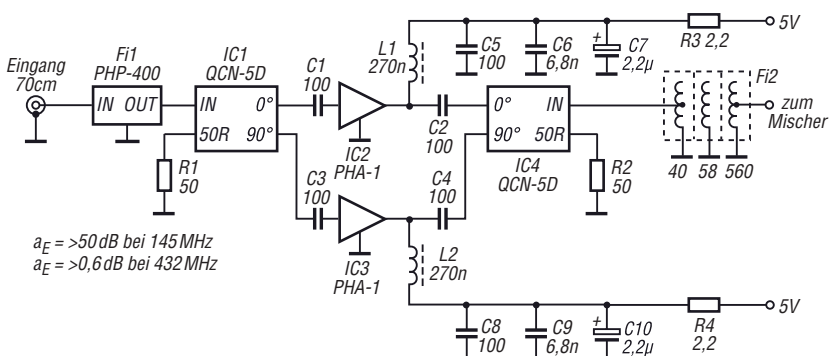 Eingang
70cm
Fi1
PHP-400
IN OUT
IC1
QCN-5D
IN 0°
50R 90°
R1
50
C1
100
C3
100
IC2
PHA-1
IC3
PHA-1
L1
270n
L2
270n
C2
100
C4
100
C5
100
C6
6,8n
+
C7
2,2µ
R3 2,2
5V
0° IN
90° 50R
IC4
QCN-5D
R2
50
Fi2
zum
Mischer
40 58 560
aE = >50 dB bei 145 MHz
aE = >0,6 dB bei 432 MHz
C8
100
C9
6,8n
+
C10
2,2µ
R4
2,2
5V